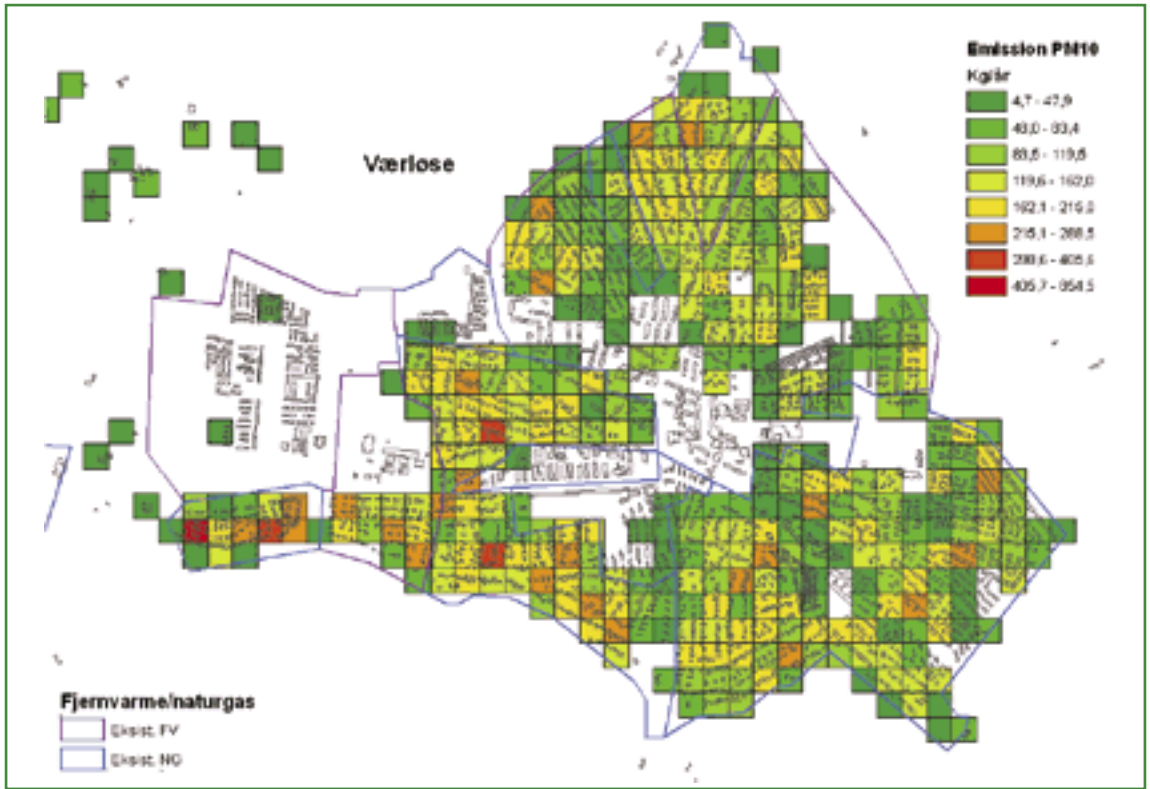 Emission PM10
Kg/år
4,7 - 47,9
48,0 - 83,4
83,5 - 119,5
119,6 - 162,0
162,1 - 215,0
215,1 - 288,5
288,6 - 405,6
405,7 - 854,5
Værløse
Fjernvarme/naturgas
Eksist. FV
Eksist. NG